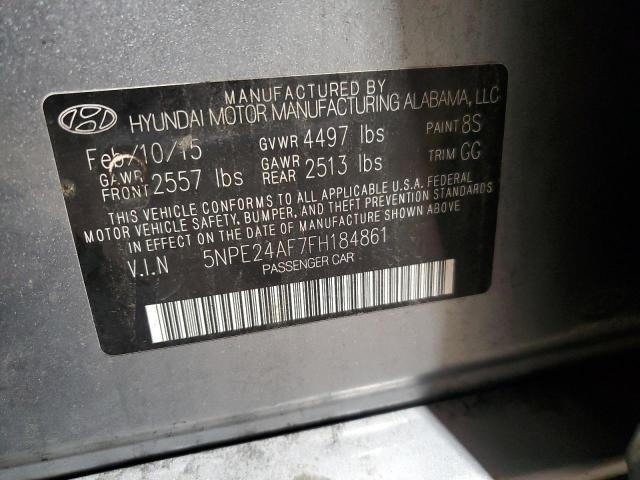 MANUFACTURED BY
HYUNDAI MOTOR MANUFACTURING ALABAMA, LLC
Feb/10/15 GVWR 4497 lbs PAINT 8S
GAWR FRONT 2557 lbs GAWR REAR 2513 lbs TRIM GG
THIS VEHICLE CONFORMS TO ALL APPLICABLE U.S.A. FEDERAL
MOTOR VEHICLE SAFETY, BUMPER, AND THEFT PREVENTION STANDARDS
IN EFFECT ON THE DATE OF MANUFACTURE SHOWN ABOVE.
V.I.N 5NPE24AF7FH184861
PASSENGER CAR